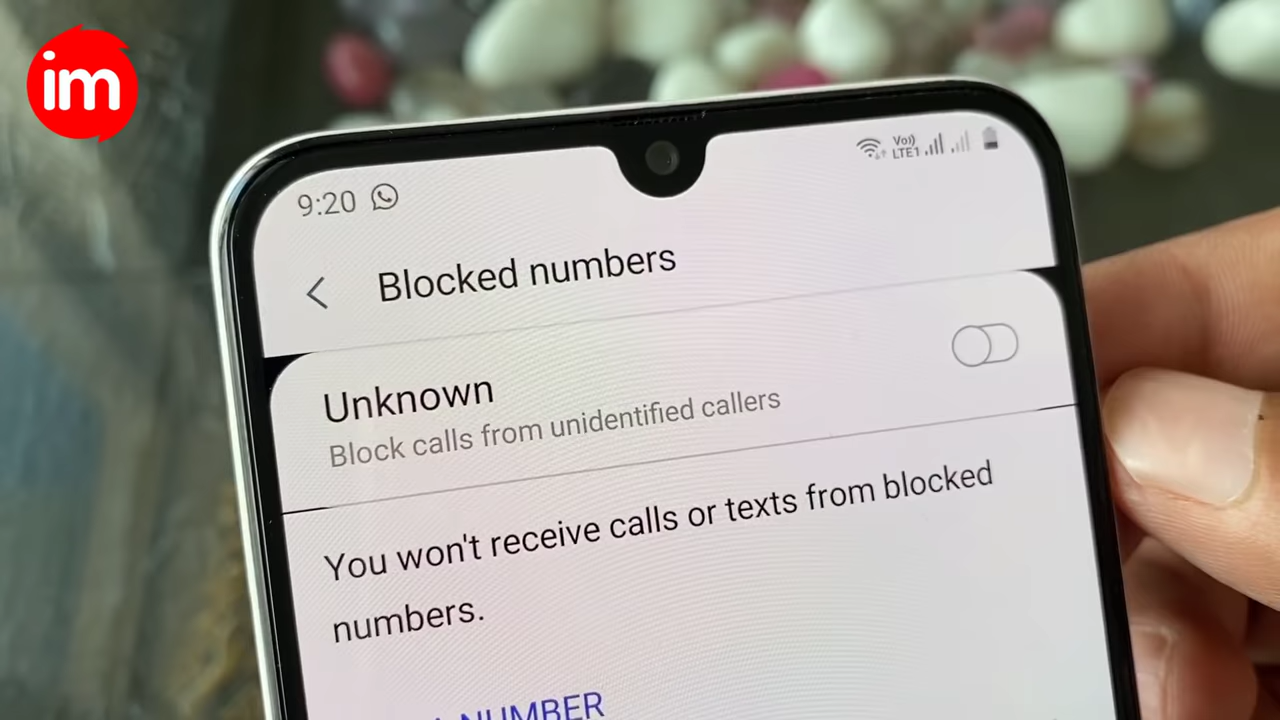 im
9:20
Vo))
LTE1
Blocked numbers
Unknown
Block calls from unidentified callers
You won't receive calls or texts from blocked
numbers.
NUMBER